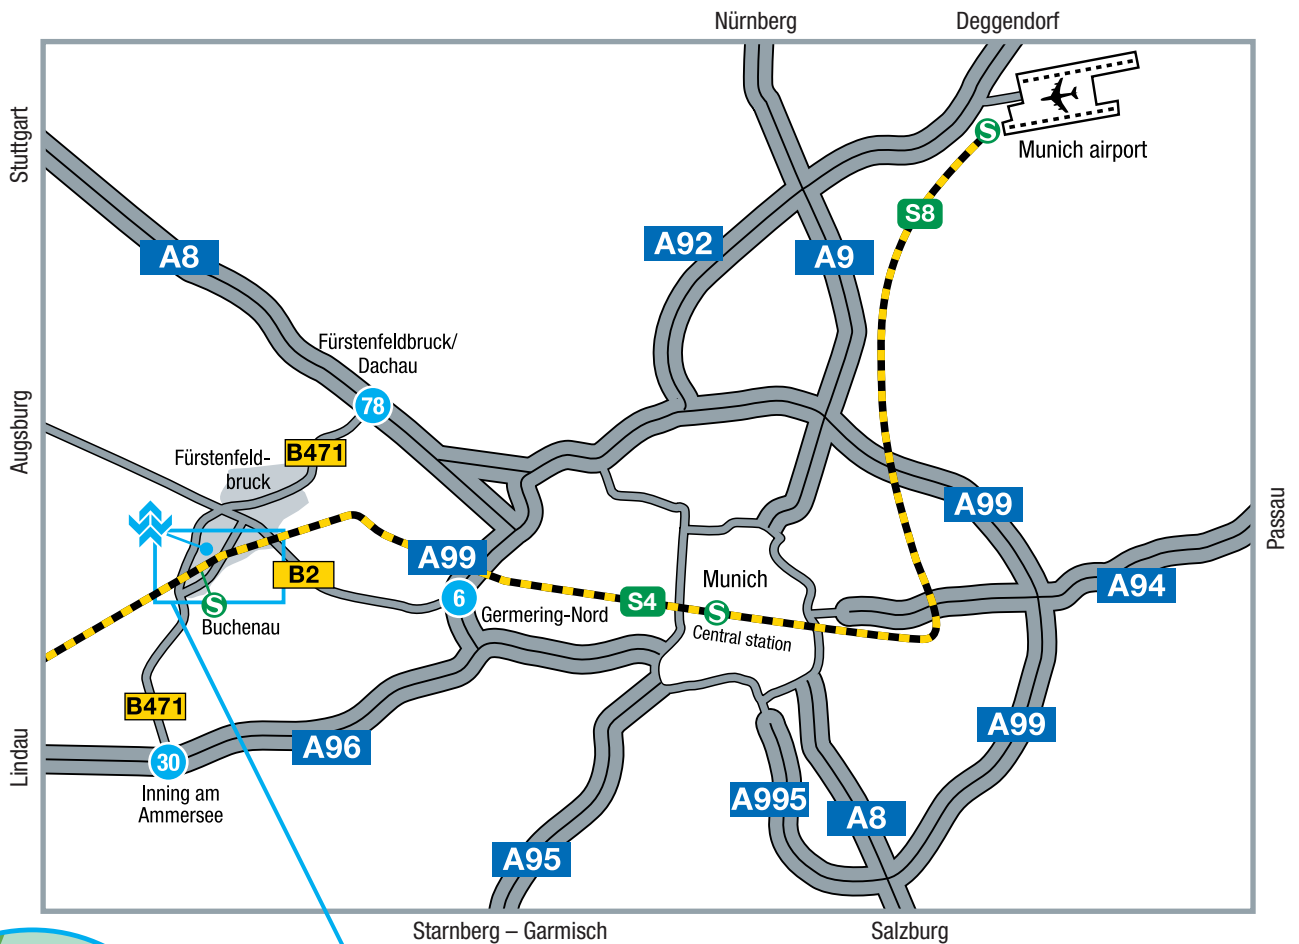 Nürnberg
Deggendorf
Stuttgart
Munich airport
S
S8
A8
A92
A9
Fürstenfeldbruck/
Dachau
78
Augsburg
B471
Fürstenfeld-
bruck
A99
Passau
A99
B2
A94
6
Germering-Nord
S4
Munich
S
Central station
S
Buchenau
B471
A96
A99
Lindau
30
Inning am
Ammersee
A995
A8
A95
Starnberg – Garmisch
Salzburg